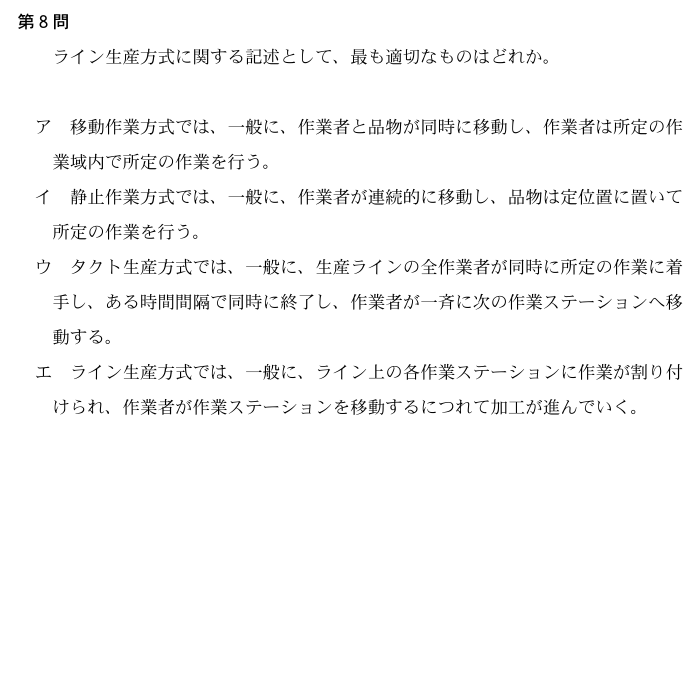 第8問
ライン生産方式に関する記述として、最も適切なものはどれか。
ア　移動作業方式では、一般に、作業者と品物が同時に移動し、作業者は所定の作
業域内で所定の作業を行う。
イ　静止作業方式では、一般に、作業者が連続的に移動し、品物は定位置に置いて
所定の作業を行う。
ウ　タクト生産方式では、一般に、生産ラインの全作業者が同時に所定の作業に着
手し、ある時間間隔で同時に終了し、作業者が一斉に次の作業ステーションへ移
動する。
エ　ライン生産方式では、一般に、ライン上の各作業ステーションに作業が割り付
けられ、作業者が作業ステーションを移動するにつれて加工が進んでいく。